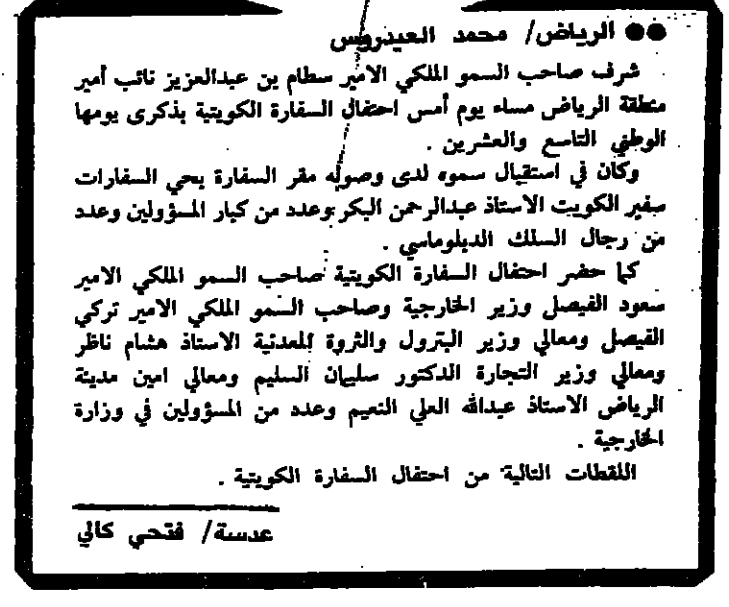 ●● الرياض/ محمد العيدروس
شرف صاحب السمو الملكي الامير سطام بن عبدالعزيز نائب أمير
منطقة الرياض مساء يوم أمس احتفال السفارة الكويتية بذكرى يومها
الوطني التاسع والعشرين .
وكان في استقبال سموه لدى وصوله مقر السفارة بحي السفارات
سفير الكويت الاستاذ عبدالرحمن البكر وعدد من كبار المسؤولين وعدد
من رجال السلك الدبلوماسي .
كما حضر احتفال السفارة الكويتية صاحب السمو الملكي الامير
سعود الفيصل وزير الخارجية وصاحب السمو الملكي الامير تركي
الفيصل ومعالي وزير البترول والثروة المعدنية الاستاذ هشام ناظر
ومعالي وزير التجارة الدكتور سليمان السليم ومعالي امين مدينة
الرياض الاستاذ عبدالله العلي النعيم وعدد من المسؤولين في وزارة
الخارجية .
اللقطات التالية من احتفال السفارة الكويتية .
عدسة/ فتحي كالي